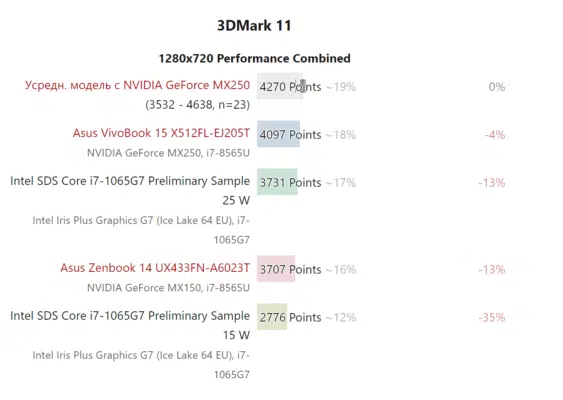 3DMark 11
1280x720 Performance Combined
Усредн. модель с NVIDIA GeForce MX250 4270 Points ~19% 0%
(3532 - 4638, n=23)
Asus VivoBook 15 X512FL-EJ205T 4097 Points ~18% -4%
NVIDIA GeForce MX250, i7-8565U
Intel SDS Core i7-1065G7 Preliminary Sample 3731 Points ~17% -13%
25 W
Intel Iris Plus Graphics G7 (Ice Lake 64 EU), i7-
1065G7
Asus Zenbook 14 UX433FN-A6023T 3707 Points ~16% -13%
NVIDIA GeForce MX150, i7-8565U
Intel SDS Core i7-1065G7 Preliminary Sample 2776 Points ~12% -35%
15 W
Intel Iris Plus Graphics G7 (Ice Lake 64 EU), i7-
1065G7